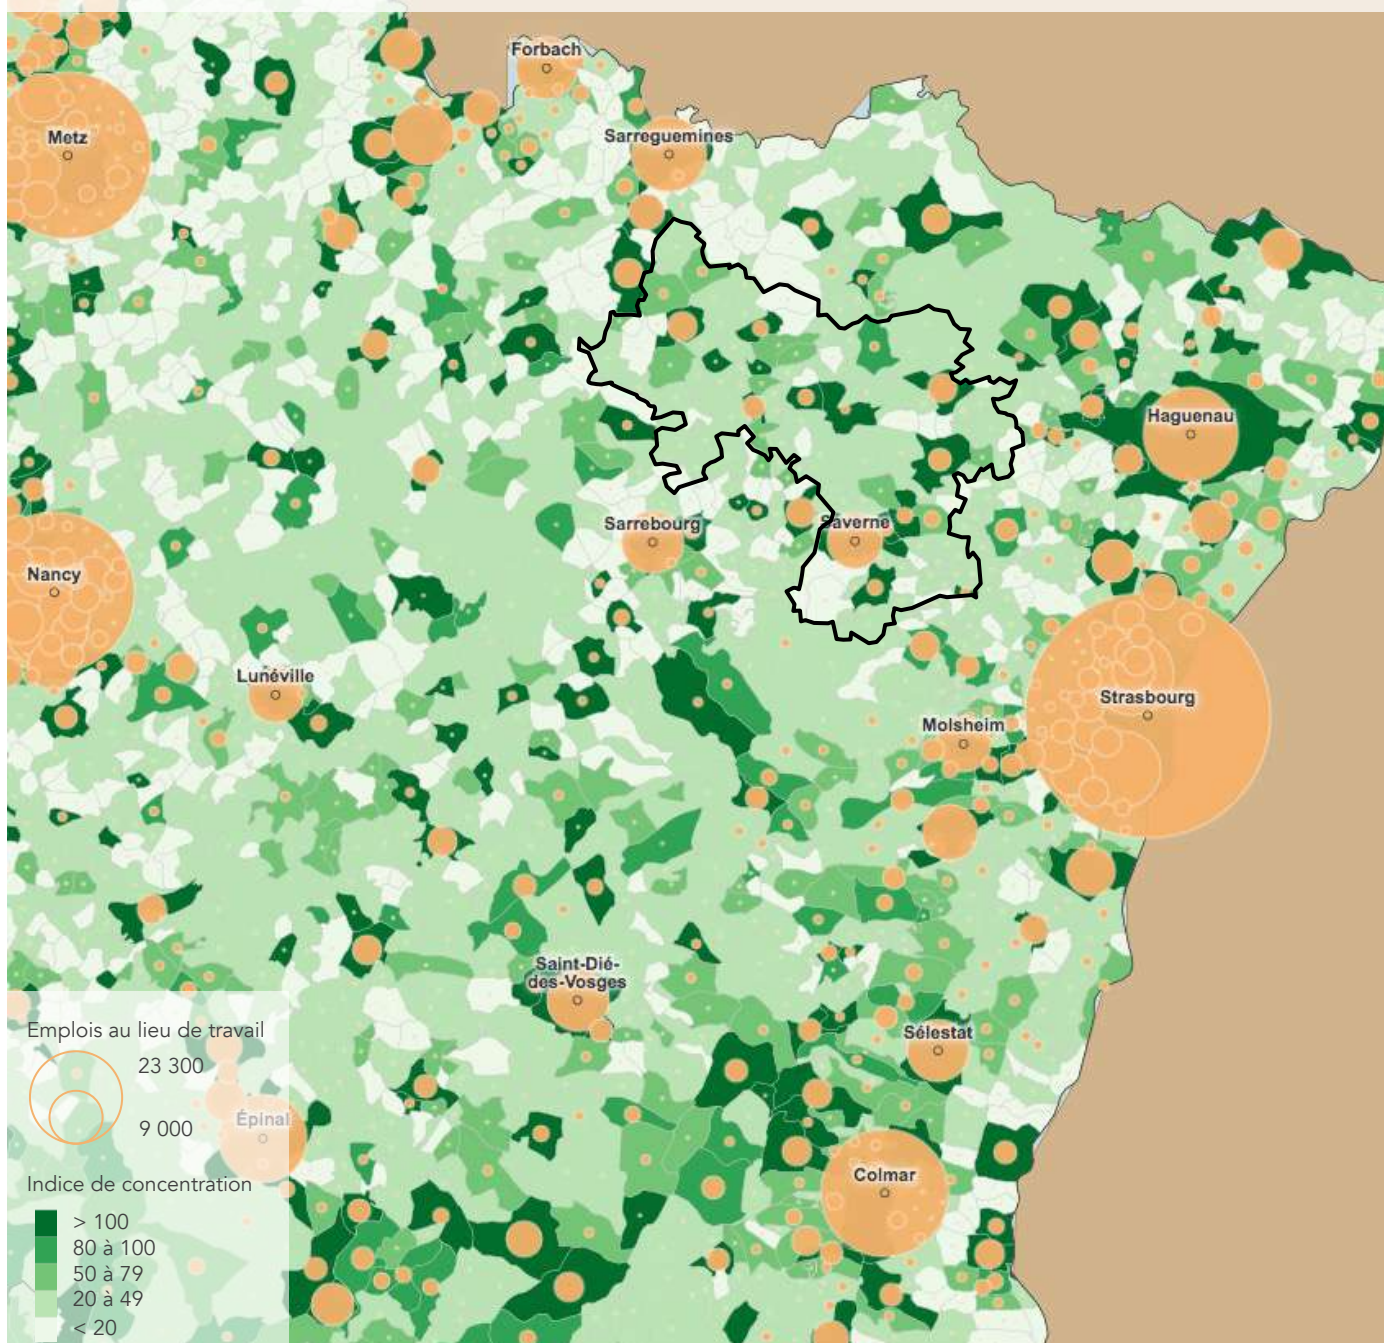 Forbach
Metz
Sarreguemines
Haguenau
Sarrebourg
Saverne
Nancy
Lunéville
Strasbourg
Molsheim
Saint-Dié-
des-Vosges
Sélestat
Emplois au lieu de travail
23 300
9 000
Épinal
Colmar
Indice de concentration
> 100
80 à 100
50 à 79
20 à 49
< 20